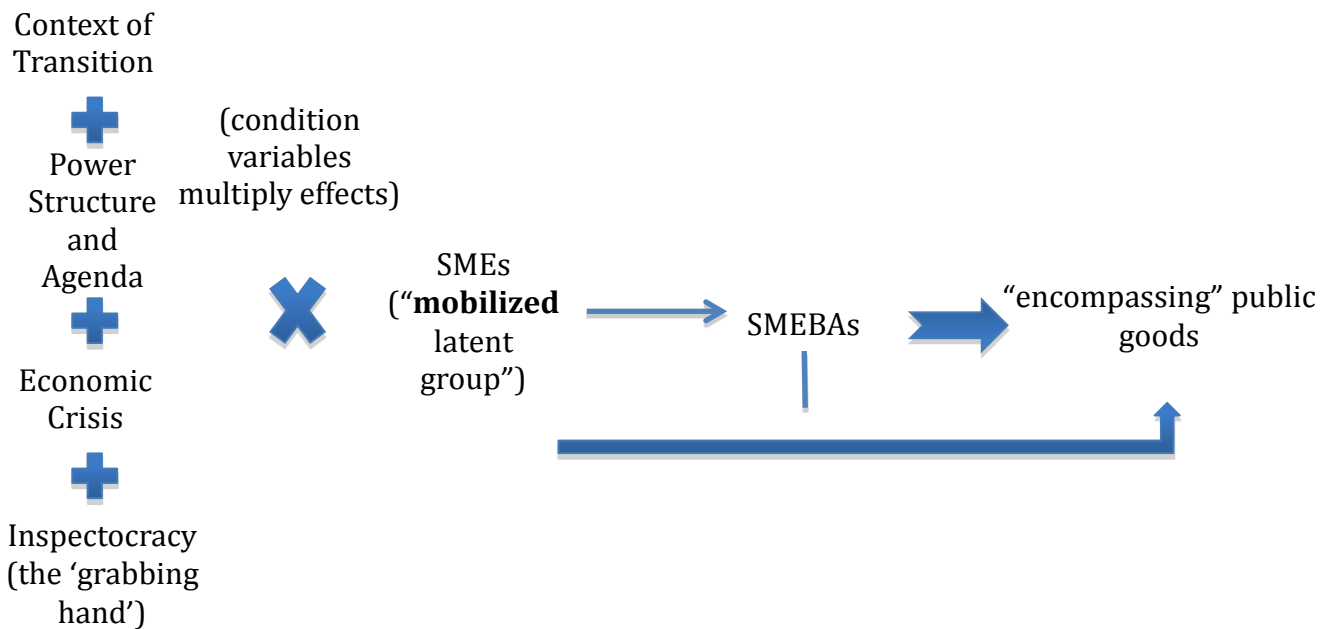 Context of
Transition
Power
Structure
and
Agenda
Economic
Crisis
Inspectocracy
(the ‘grabbing
hand’)
(condition
variables
multiply effects)
SMEs
(“mobilized
latent
group”)
SMEBAs
“encompassing” public
goods